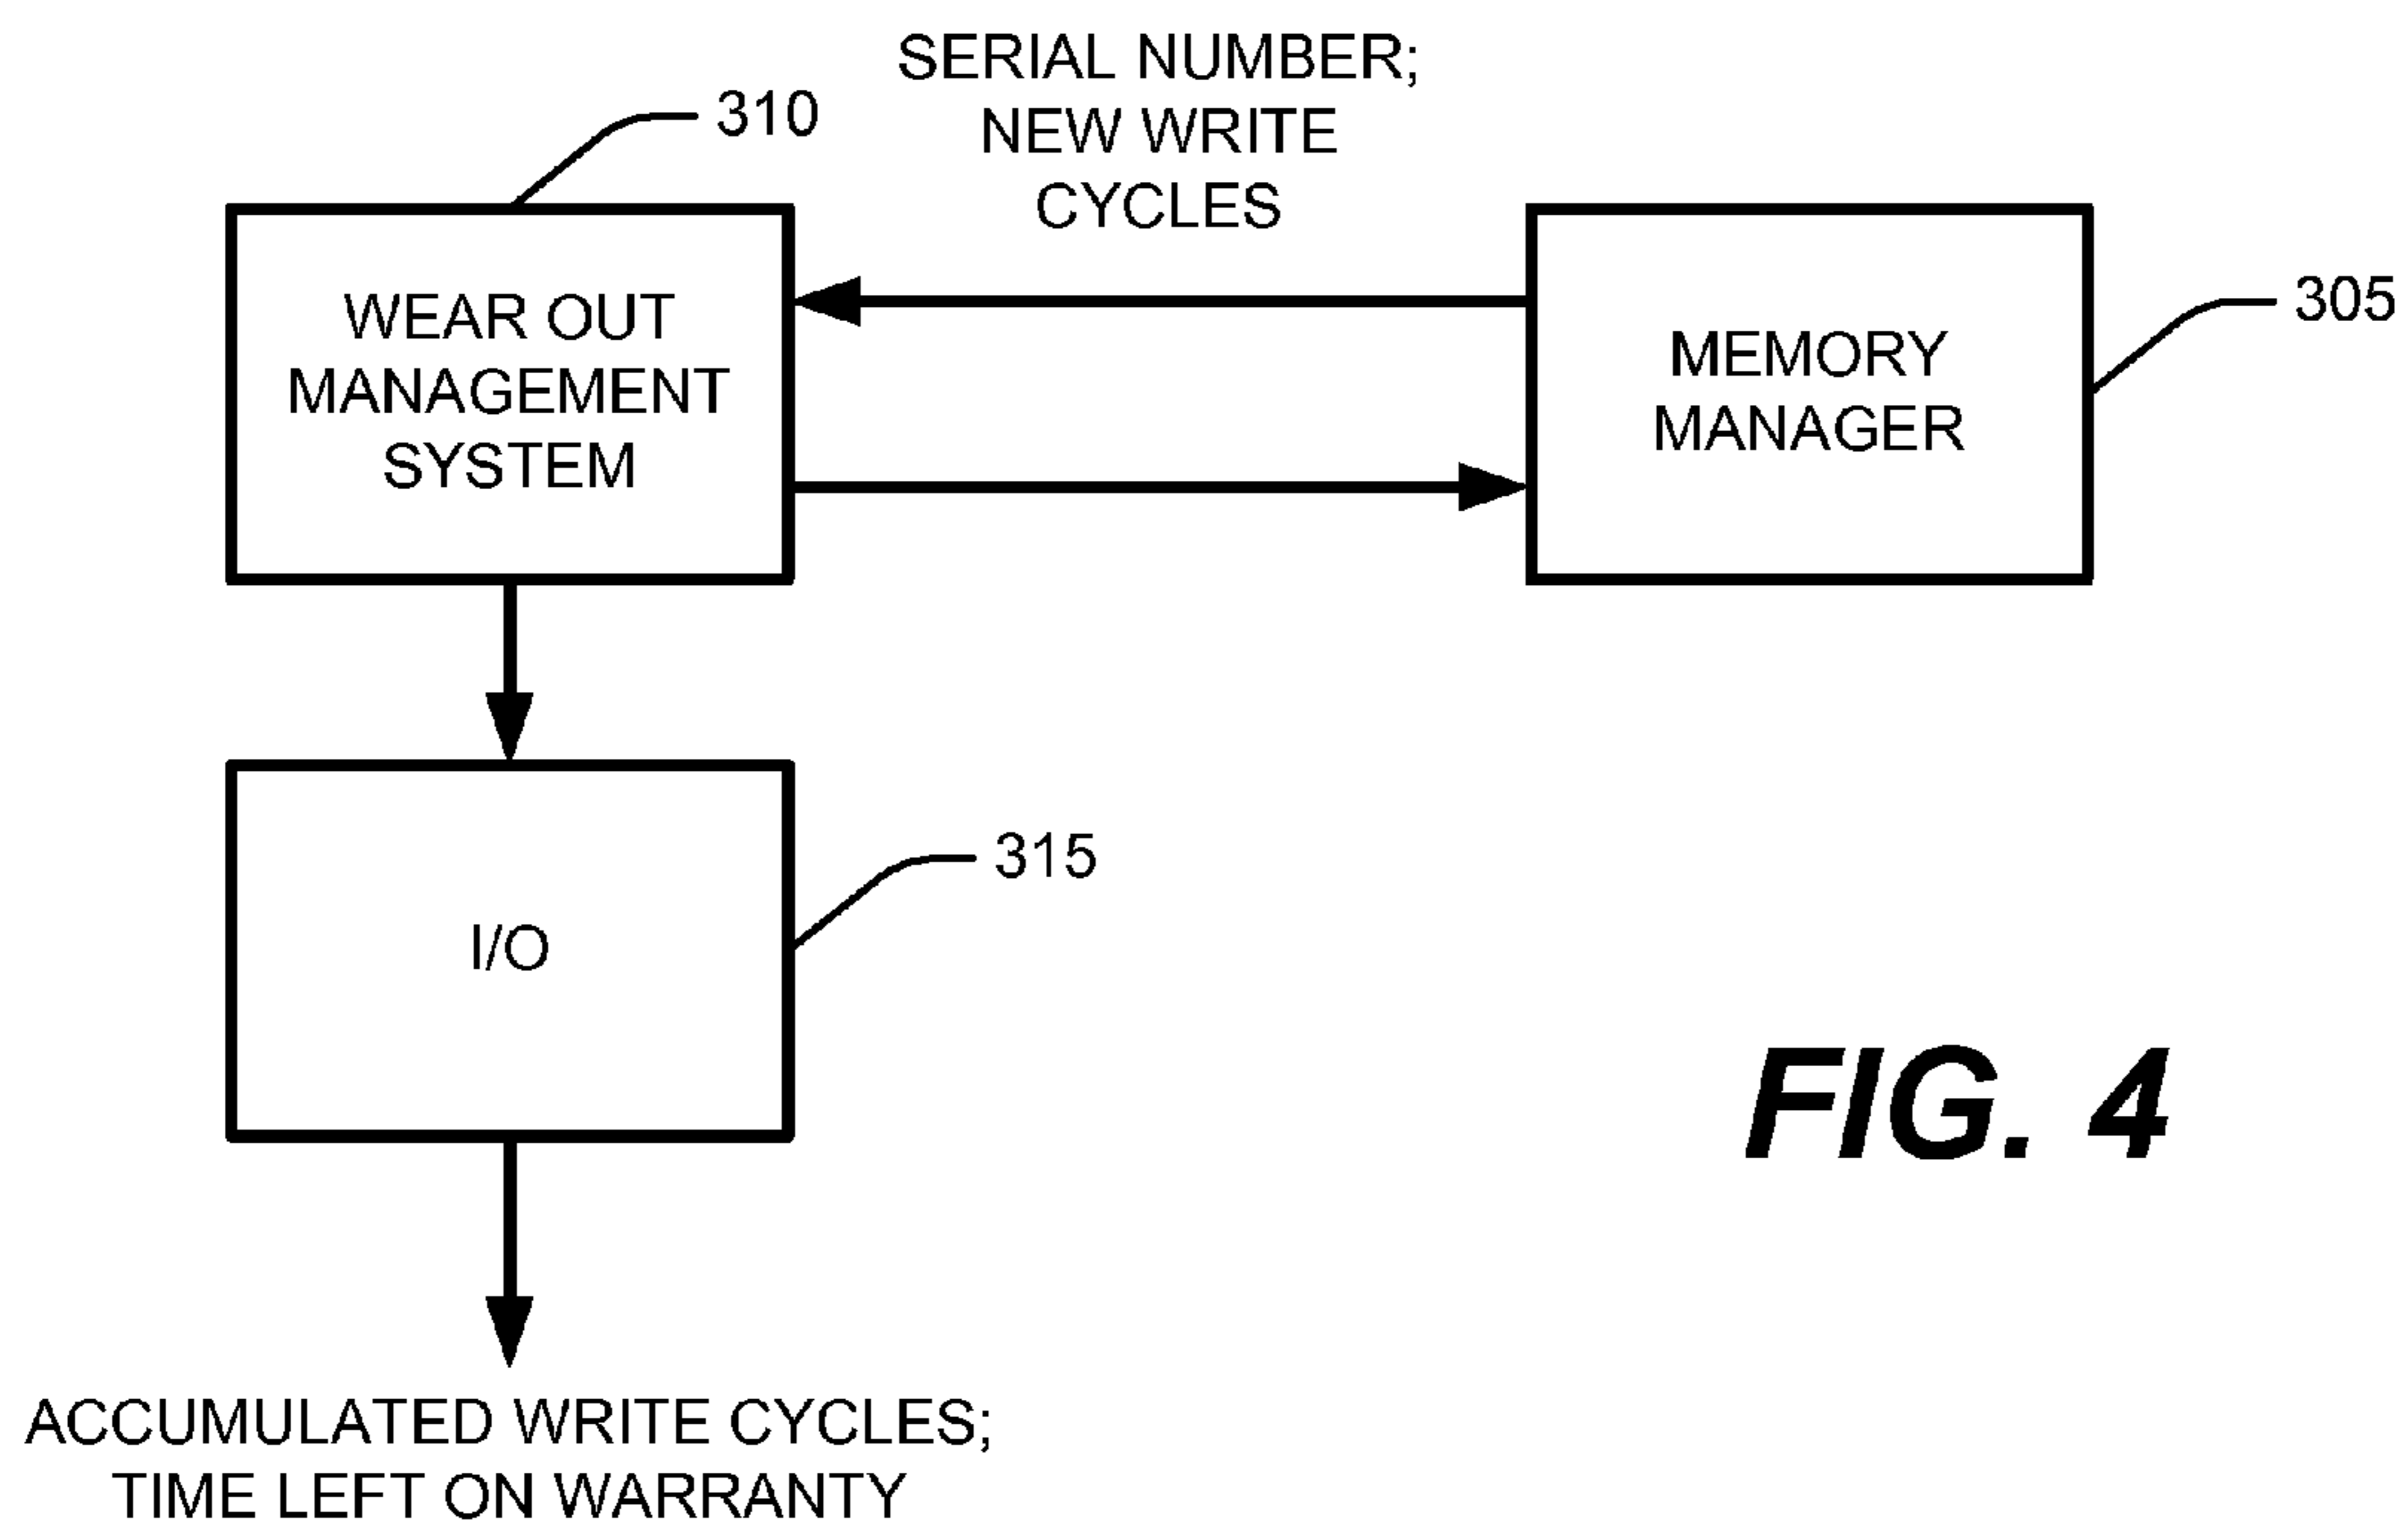 SERIAL NUMBER;
NEW WRITE
CYCLES
310
WEAR OUT
MANAGEMENT
SYSTEM
MEMORY
MANAGER
305
I/O
315
ACCUMULATED WRITE CYCLES;
TIME LEFT ON WARRANTY
FIG. 4